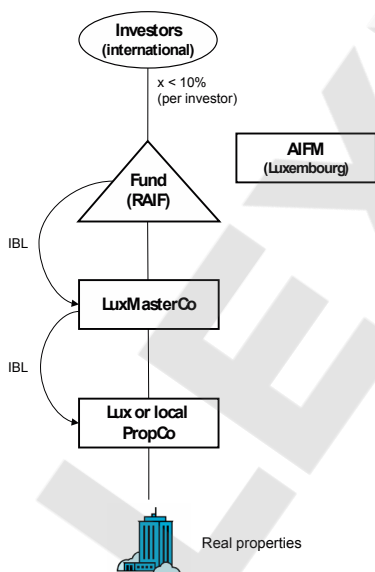 Investors
(international)
x < 10%
(per investor)
AIFM
(Luxembourg)
Fund
(RAIF)
IBL
LuxMasterCo
IBL
Lux or local
PropCo
Real properties